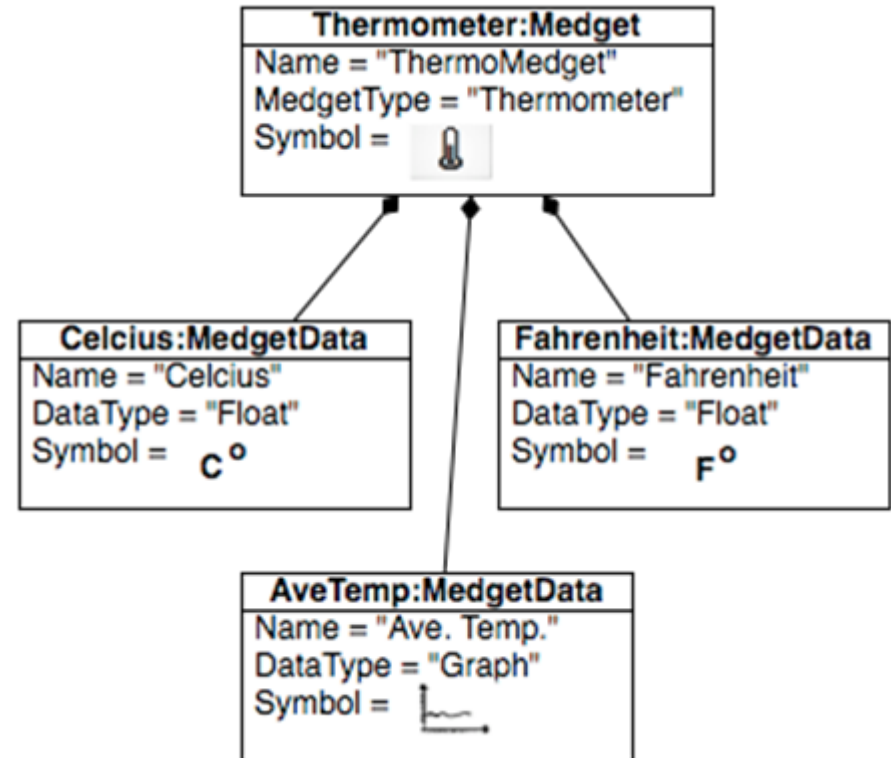 Thermometer:Medget
Name = "ThermoMedget"
MedgetType = "Thermometer"
Symbol =
Celcius:MedgetData
Name = "Celcius"
DataType = "Float"
Symbol = C°
Fahrenheit:MedgetData
Name = "Fahrenheit"
DataType = "Float"
Symbol = F°
AveTemp:MedgetData
Name = "Ave. Temp."
DataType = "Graph"
Symbol =